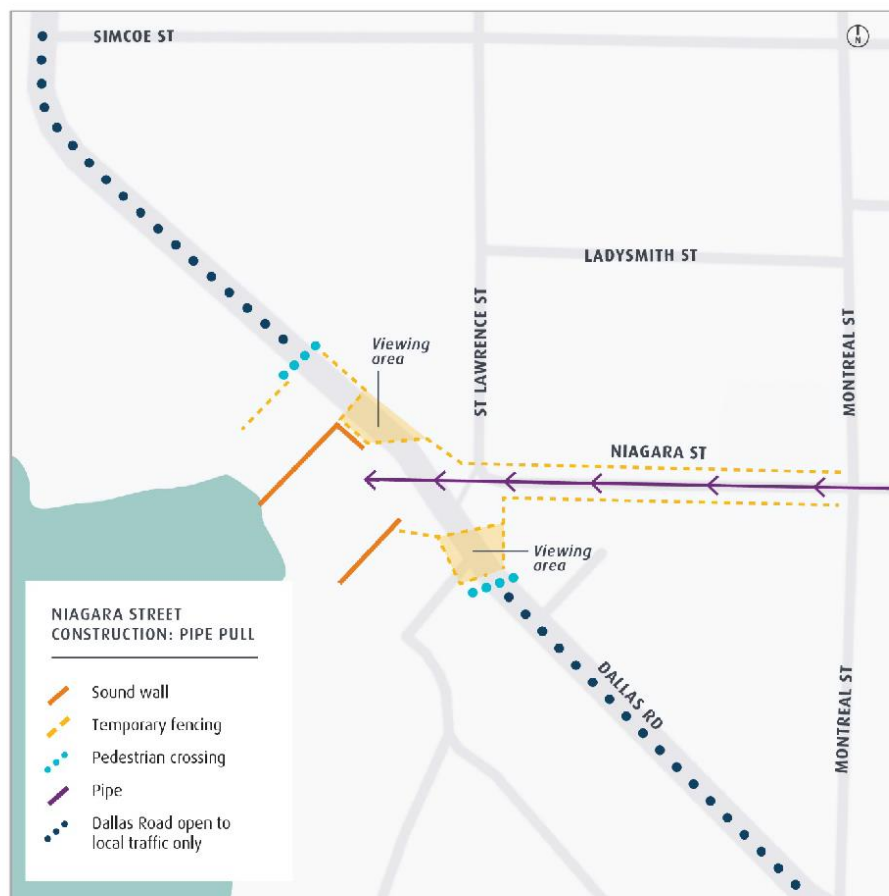 SIMCOE ST
N
LADYSMITH ST
ST LAWRENCE ST
MONTREAL ST
Viewing
area
NIAGARA ST
Viewing
area
DALLAS RD
MONTREAL ST
NIAGARA STREET
CONSTRUCTION: PIPE PULL
Sound wall
Temporary fencing
Pedestrian crossing
Pipe
Dallas Road open to
local traffic only